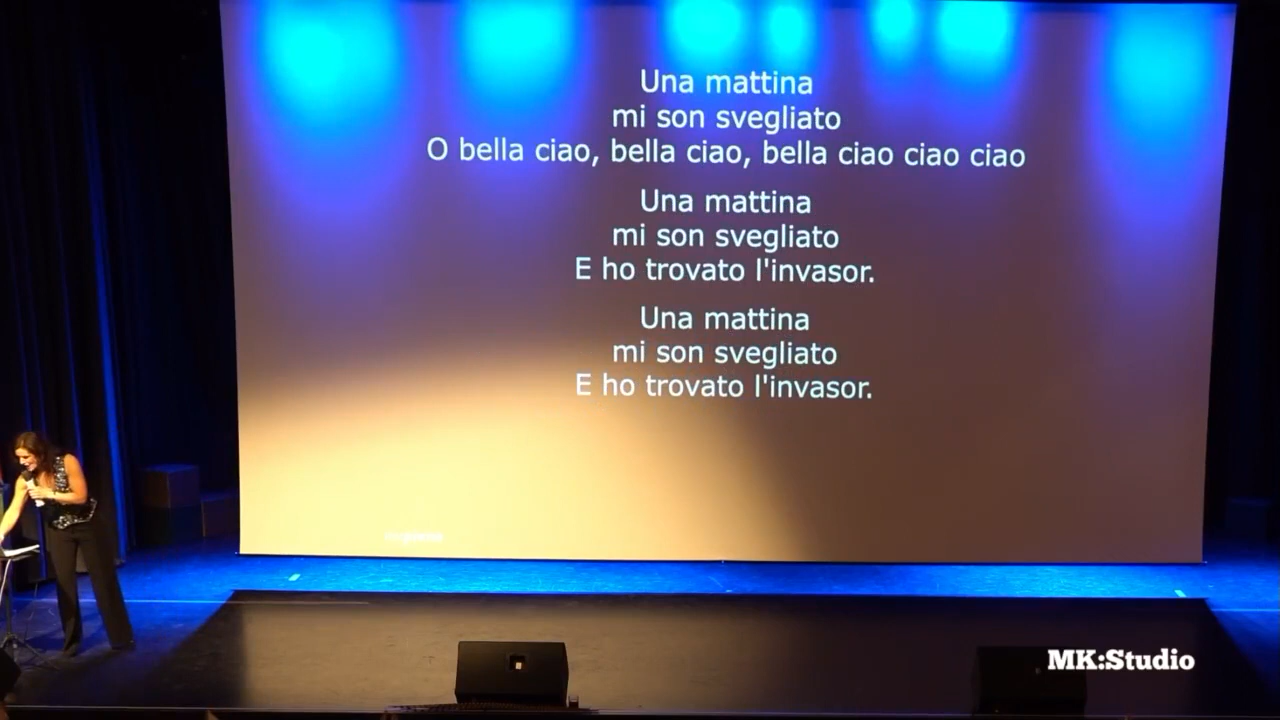 Una mattina
mi son svegliato
O bella ciao, bella ciao, bella ciao ciao ciao
Una mattina
mi son svegliato
E ho trovato l'invasor.
Una mattina
mi son svegliato
E ho trovato l'invasor.
MK:Studio